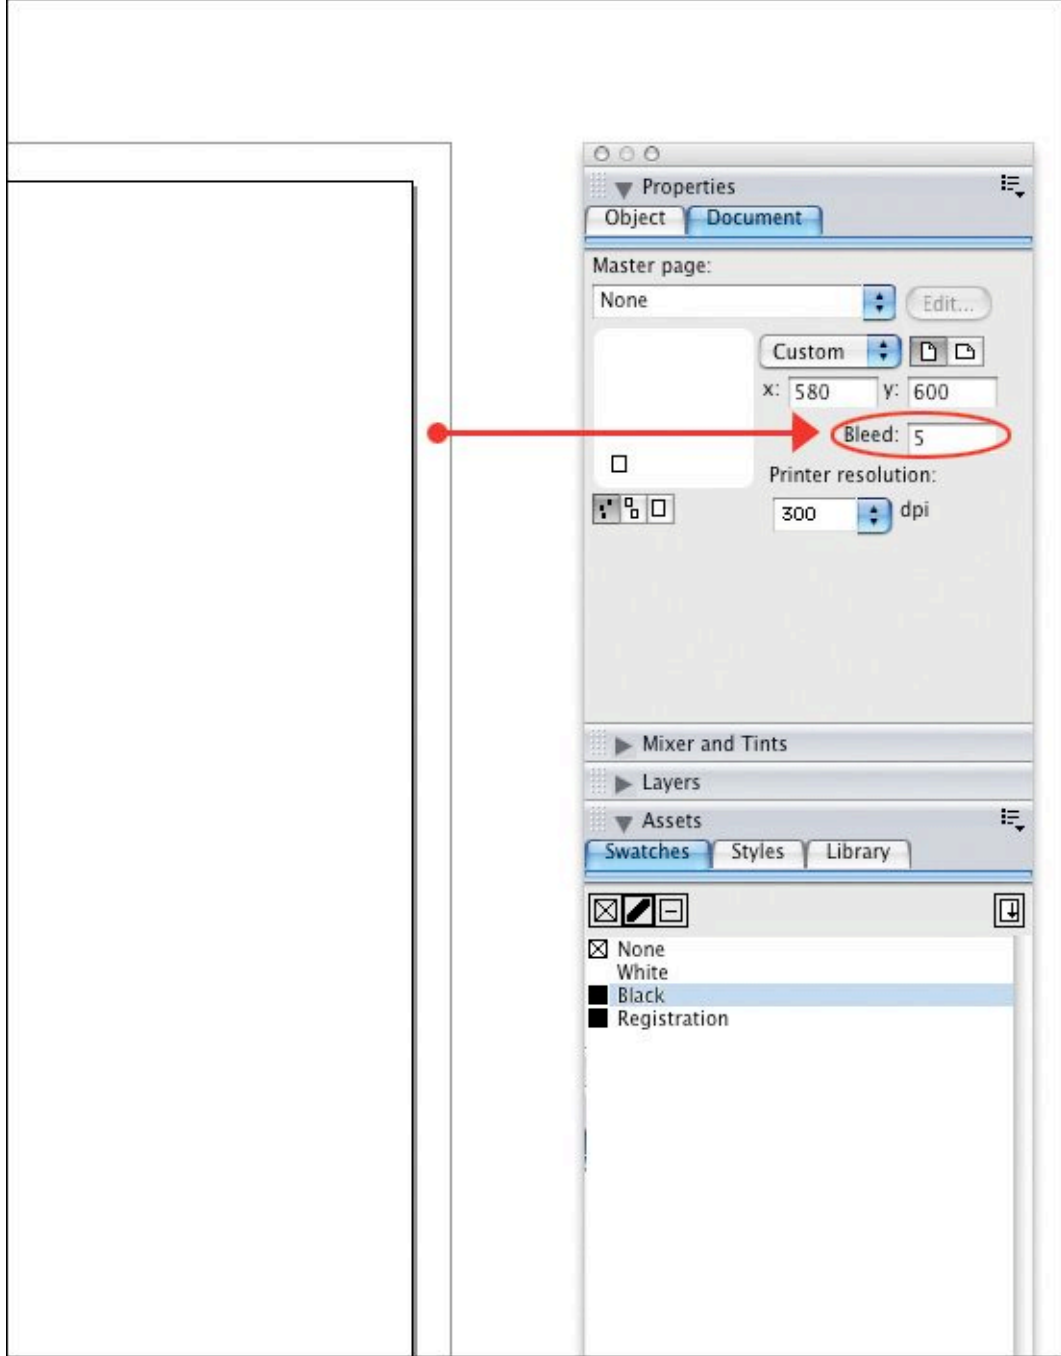 Properties
Object Document
Master page:
None Edit...
Custom
x: 580 y: 600
Bleed: 5
Printer resolution:
300 dpi
Mixer and Tints
Layers
Assets
Swatches Styles Library
None
White
Black
Registration